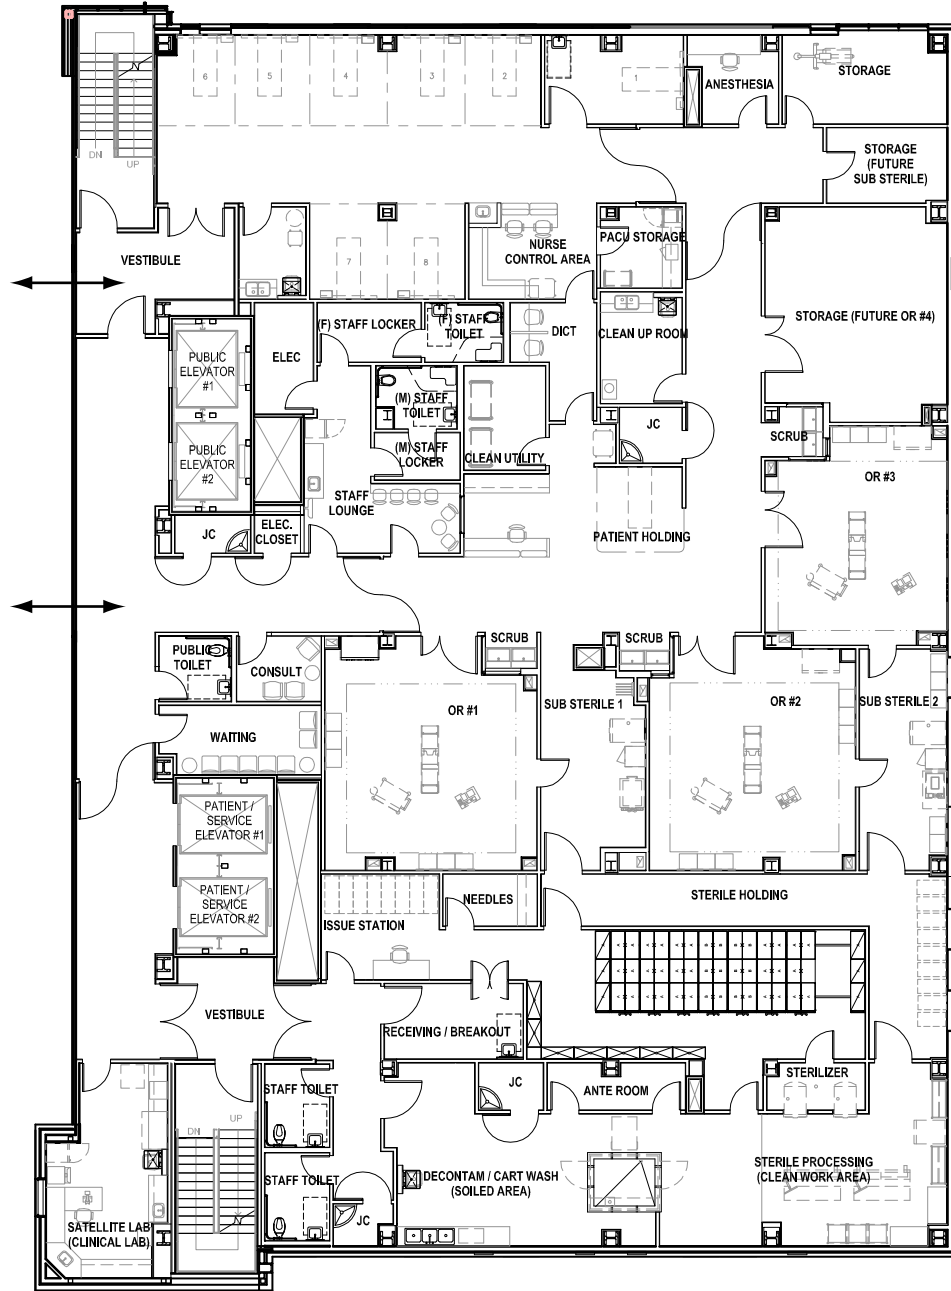 6
5
4
3
2
1
ANESTHESIA
STORAGE
DN
UP
STORAGE
(FUTURE
SUB STERILE)
VESTIBULE
7
8
NURSE
CONTROL AREA
PACU STORAGE
STORAGE (FUTURE OR #4)
(F) STAFF LOCKER
(F) STAFF
TOILET
DICT
CLEAN UP ROOM
ELEC
PUBLIC
ELEVATOR
#1
(M) STAFF
TOILET
JC
SCRUB
PUBLIC
ELEVATOR
#2
(M) STAFF
LOCKER
CLEAN UTILITY
OR #3
STAFF
LOUNGE
JC
ELEC.
CLOSET
PATIENT HOLDING
SCRUB
SCRUB
PUBLIC
TOILET
CONSULT
OR #1
SUB STERILE 1
OR #2
SUB STERILE 2
WAITING
PATIENT /
SERVICE
ELEVATOR #1
PATIENT /
SERVICE
ELEVATOR #2
NEEDLES
STERILE HOLDING
ISSUE STATION
VESTIBULE
RECEIVING / BREAKOUT
STAFF TOILET
JC
ANTE ROOM
STERILIZER
DN
UP
STAFF TOILET
DECONTAM / CART WASH
(SOILED AREA)
STERILE PROCESSING
(CLEAN WORK AREA)
SATELLITE LAB
(CLINICAL LAB)
JC